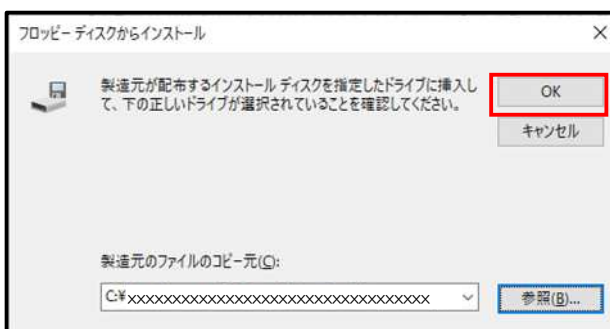 フロッピー ディスクからインストール
製造元が配布するインストール ディスクを指定したドライブに挿入し
て、下の正しいドライブが選択されていることを確認してください。
OK
キャンセル
製造元のファイルのコピー元(C):
C:¥xxxxxxxxxxxxxxxxxxxxxxxxxxxxxxxxxx
参照(B)...